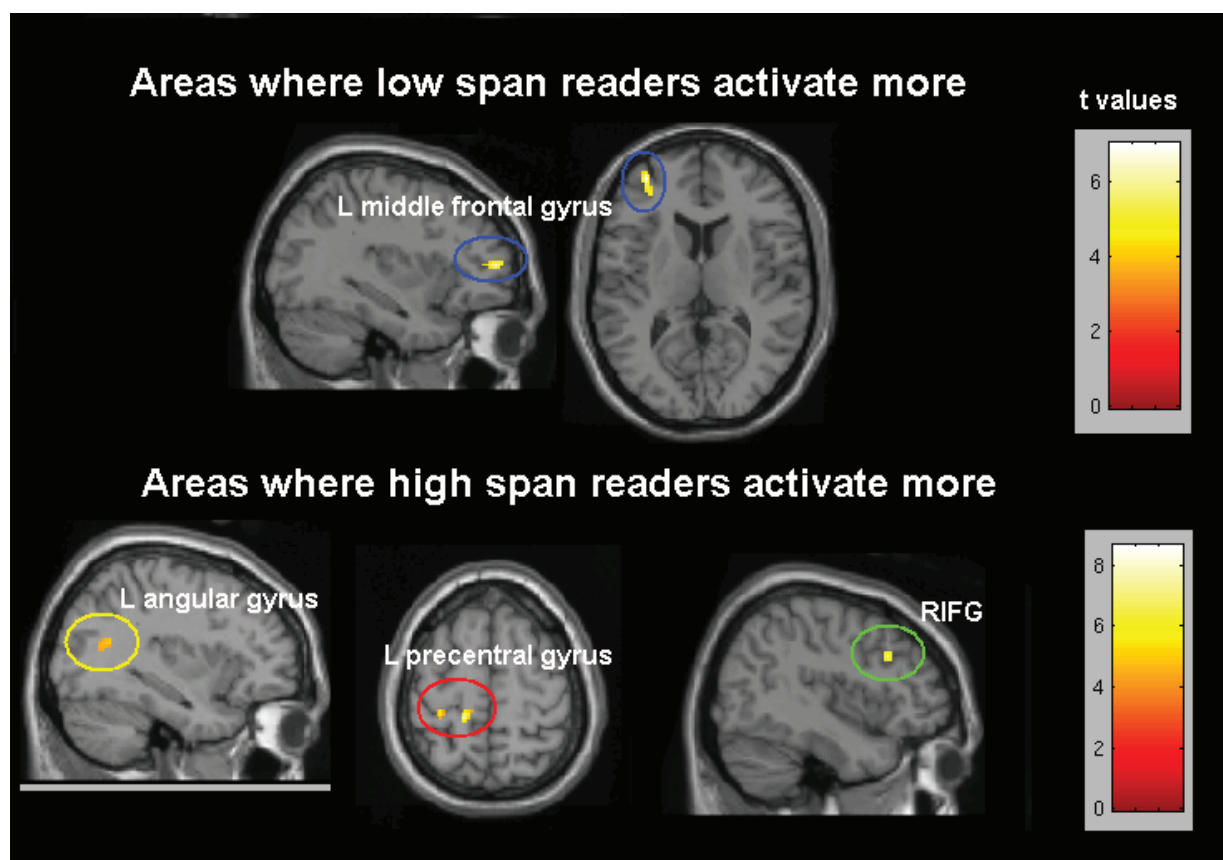 Areas where low span readers activate more
t values
6
4
2
0
L middle frontal gyrus
Areas where high span readers activate more
8
6
4
2
0
L angular gyrus
L precentral gyrus
RIFG